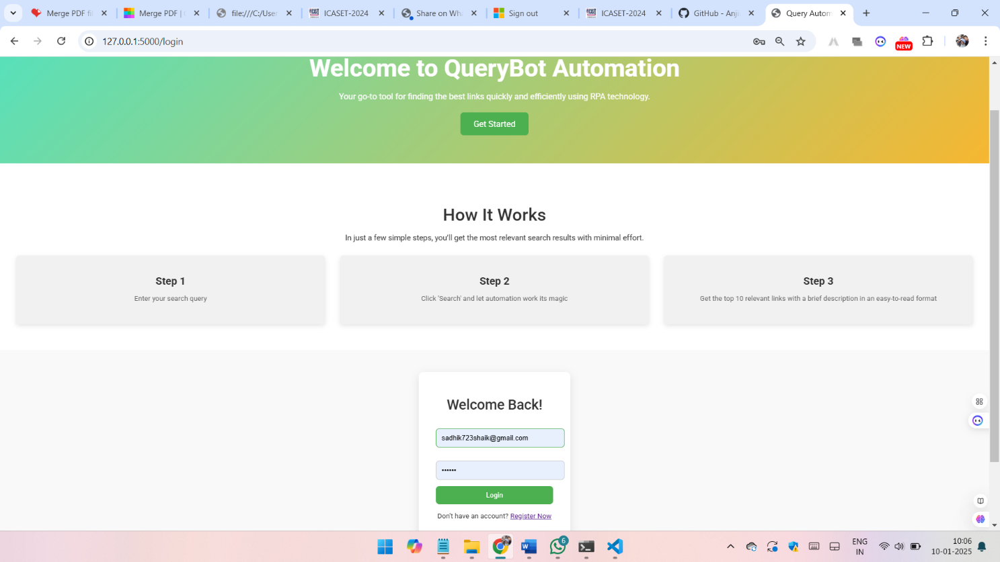 Merge PDF fi
Merge PDF |
file:///C:/User
ICASET-2024
Share on Wha
Sign out
ICASET-2024
GitHub - Anji
Query Autom
127.0.0.1:5000/login
NEW
Welcome to QueryBot Automation
Your go-to tool for finding the best links quickly and efficiently using RPA technology.
Get Started
How It Works
In just a few simple steps, you'll get the most relevant search results with minimal effort.
Step 1
Enter your search query
Step 2
Click 'Search' and let automation work its magic
Step 3
Get the top 10 relevant links with a brief description in an easy-to-read format
Welcome Back!
sadhik723shaik@gmail.com
••••••
Login
Don't have an account? Register Now
6
ENG
IN
10:06
10-01-2025